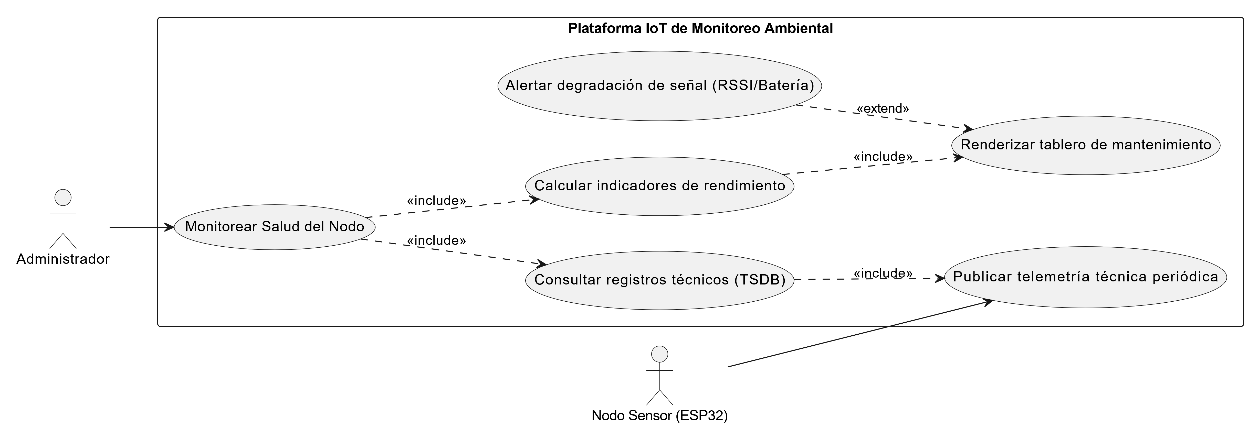 Plataforma IoT de Monitoreo Ambiental
Alertar degradación de señal (RSSI/Batería)
«extend»
Renderizar tablero de mantenimiento
«include»
Calcular indicadores de rendimiento
«include»
Monitorear Salud del Nodo
Administrador
«include»
Consultar registros técnicos (TSDB)
«include»
Publicar telemetría técnica periódica
Nodo Sensor (ESP32)